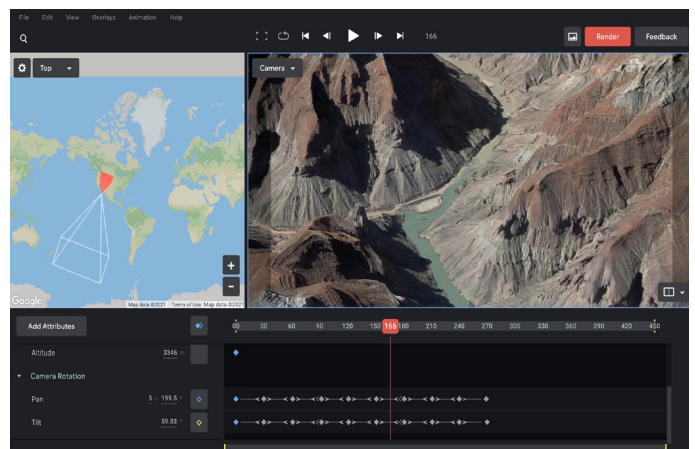 File Edit View Overlays Animation Help
166 Render Feedback
Top
Camera
+
-
Google
Map data ©2021 Terms of Use Map data ©2021
Add Attributes
00 30 60 90 120 150 166 180 210 240 270 300 330 360 390 420 450
Altitude 3346 m
Camera Rotation
Pan 5 x 199.5 °
Tilt 59.83 °